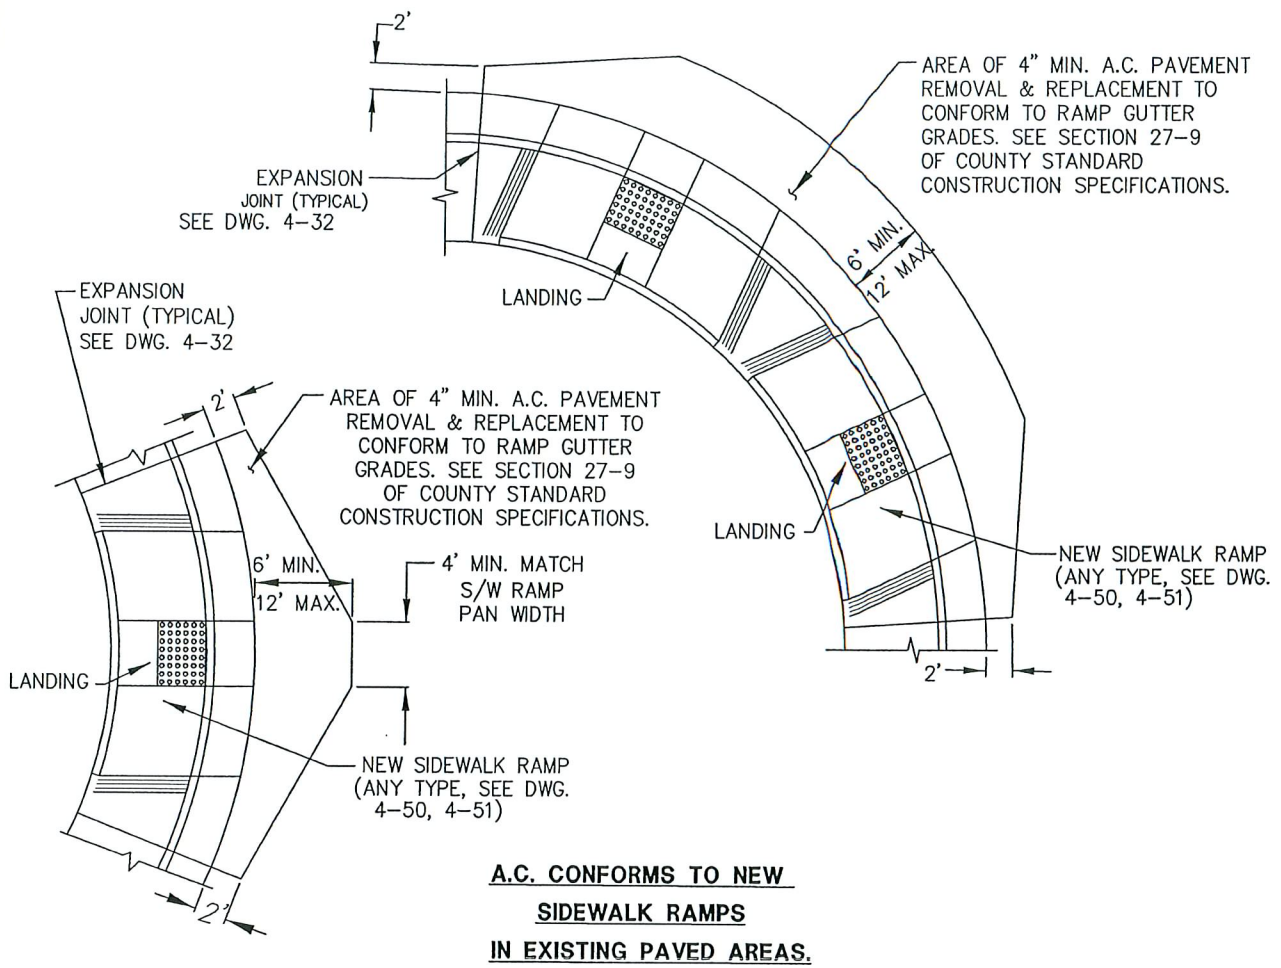 2'
AREA OF 4" MIN. A.C. PAVEMENT
REMOVAL & REPLACEMENT TO
CONFORM TO RAMP GUTTER
GRADES. SEE SECTION 27-9
OF COUNTY STANDARD
CONSTRUCTION SPECIFICATIONS.
EXPANSION
JOINT (TYPICAL)
SEE DWG. 4-32
6' MIN.
12' MAX.
LANDING
EXPANSION
JOINT (TYPICAL)
SEE DWG. 4-32
2'
AREA OF 4" MIN. A.C. PAVEMENT
REMOVAL & REPLACEMENT TO
CONFORM TO RAMP GUTTER
GRADES. SEE SECTION 27-9
OF COUNTY STANDARD
CONSTRUCTION SPECIFICATIONS.
LANDING
NEW SIDEWALK RAMP
(ANY TYPE, SEE DWG.
4-50, 4-51)
2'
6' MIN.
12' MAX.
4' MIN. MATCH
S/W RAMP
PAN WIDTH
LANDING
NEW SIDEWALK RAMP
(ANY TYPE, SEE DWG.
4-50, 4-51)
2'
A.C. CONFORMS TO NEW
SIDEWALK RAMPS
IN EXISTING PAVED AREAS.